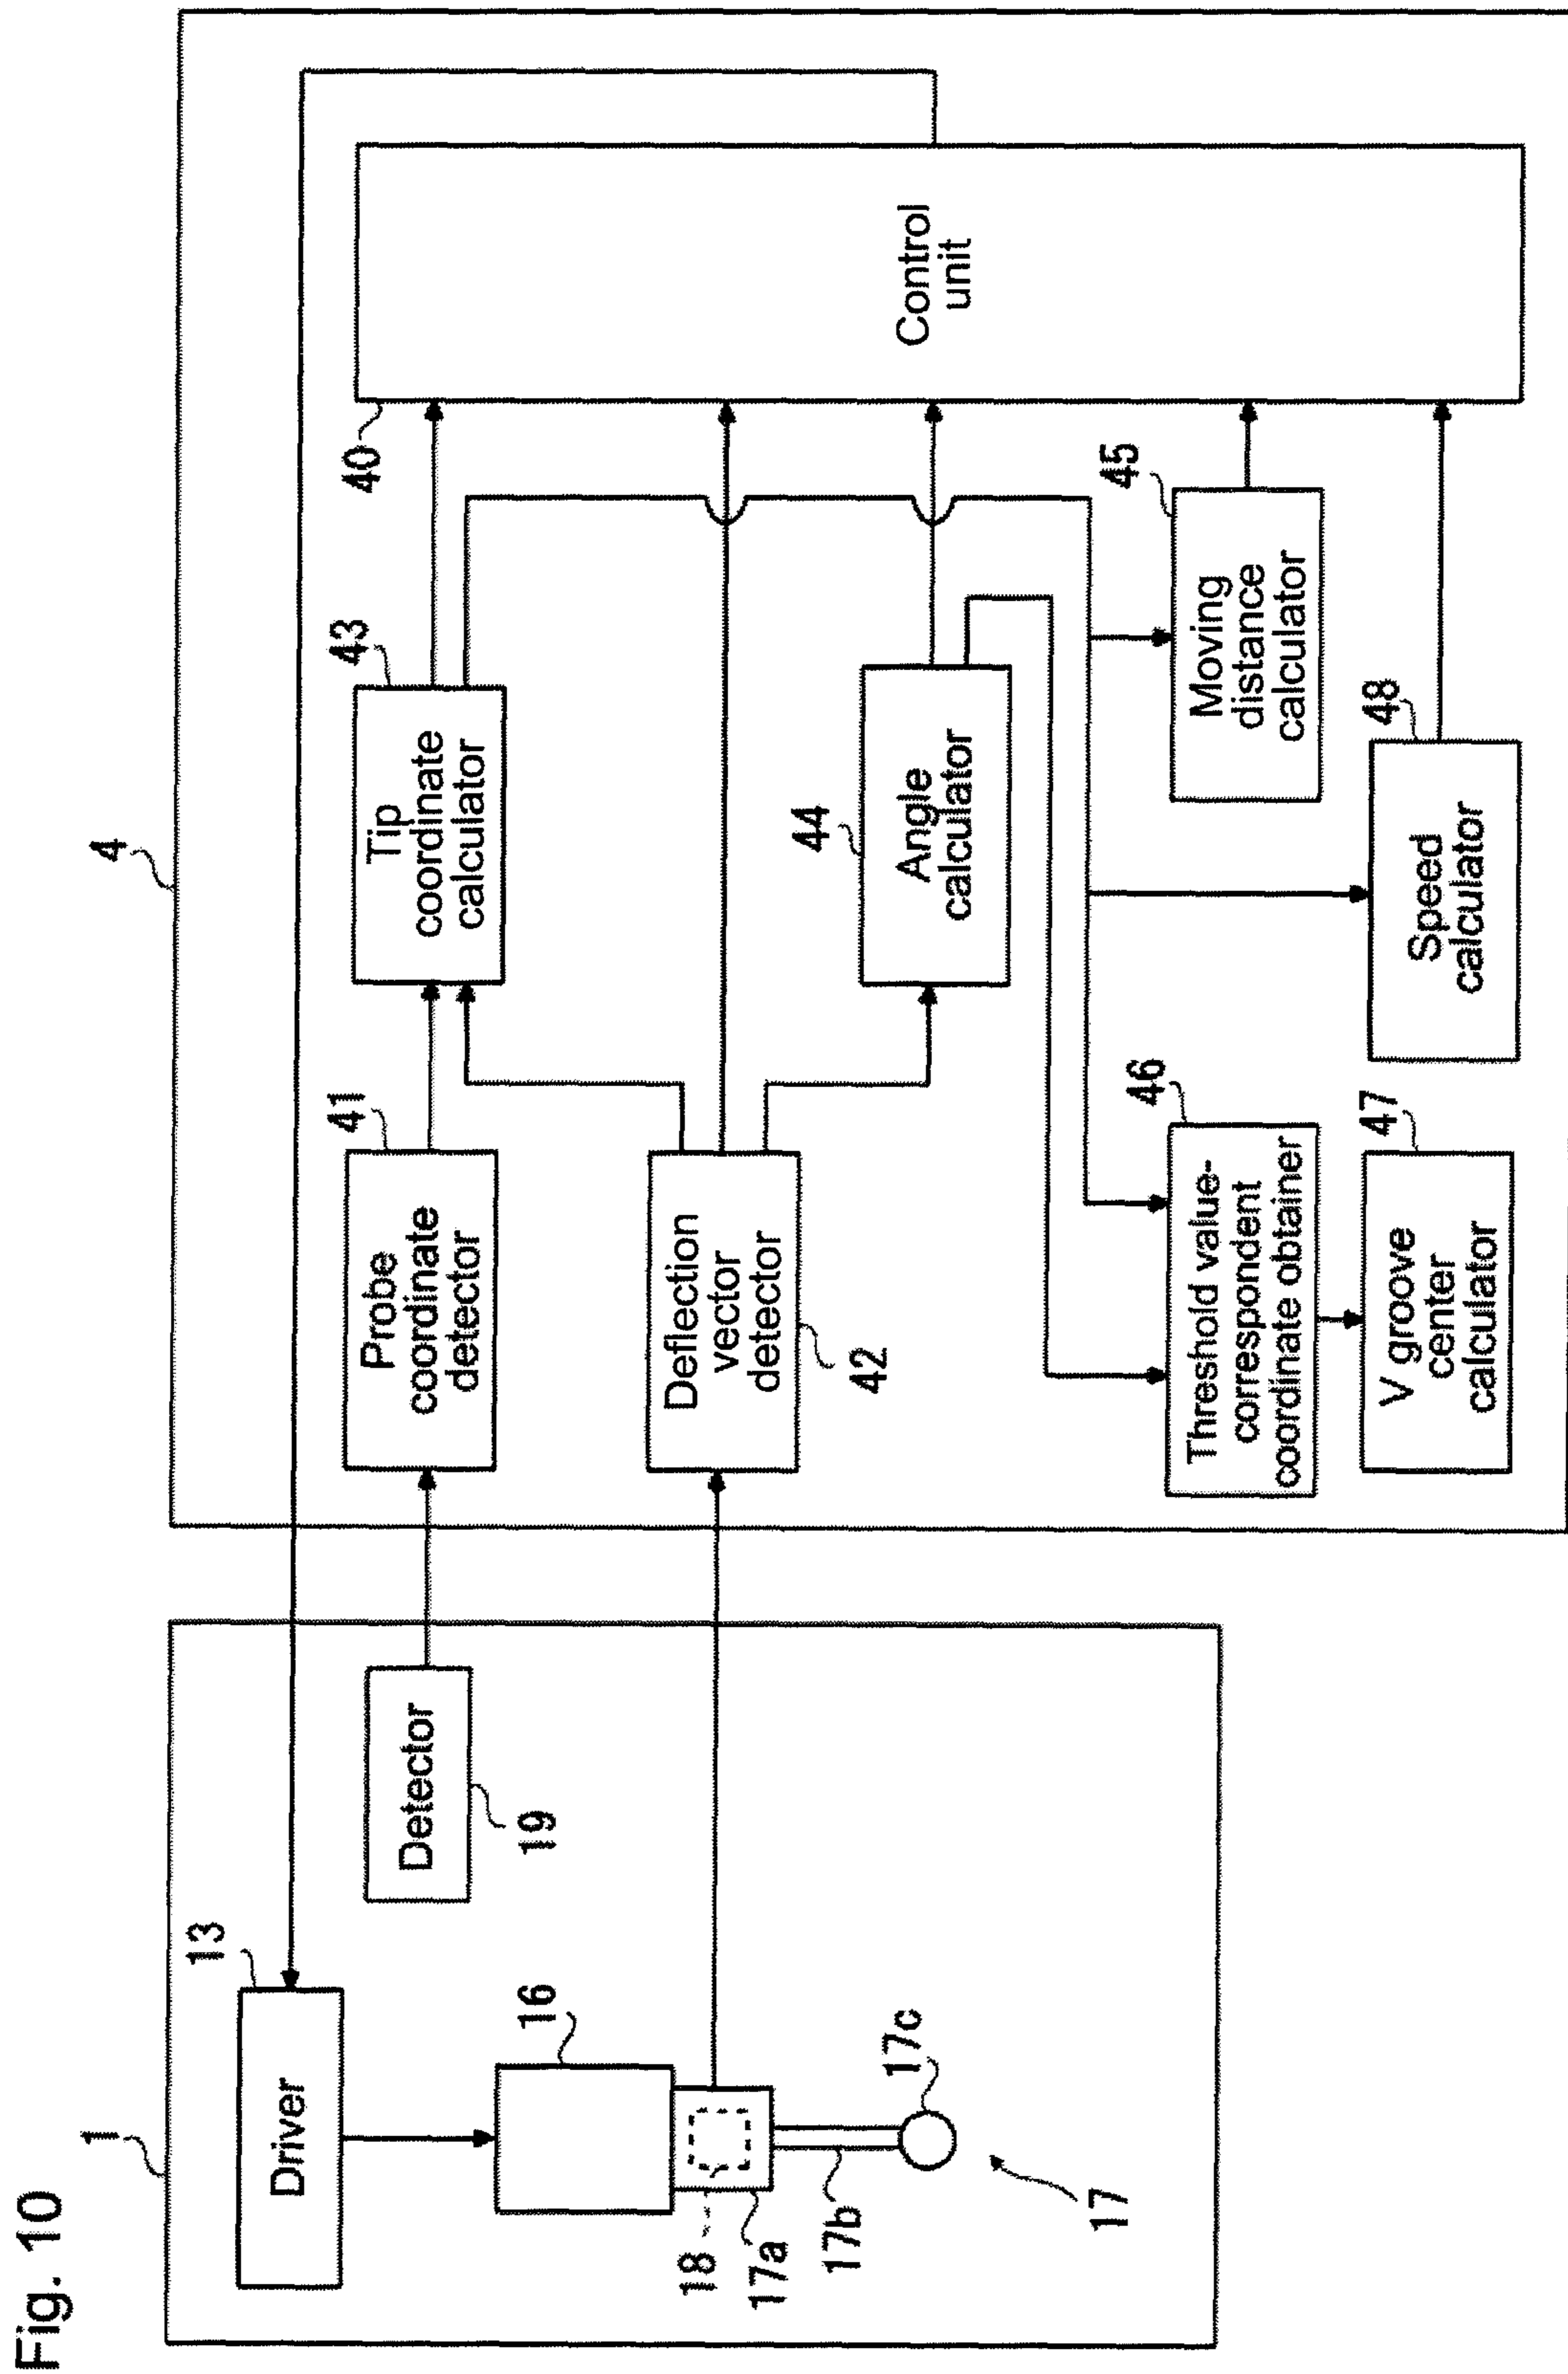 Fig. 10
1
4
13
Driver
Detector
19
16
18
17a
17b
17c
17
41
Probe
coordinate
detector
Deflection
vector
detector
42
43
Tip
coordinate
calculator
44
Angle
calculator
40
Control
unit
45
Moving
distance
calculator
46
Threshold value-
correspondent
coordinate obtainer
47
V groove
center
calculator
48
Speed
calculator